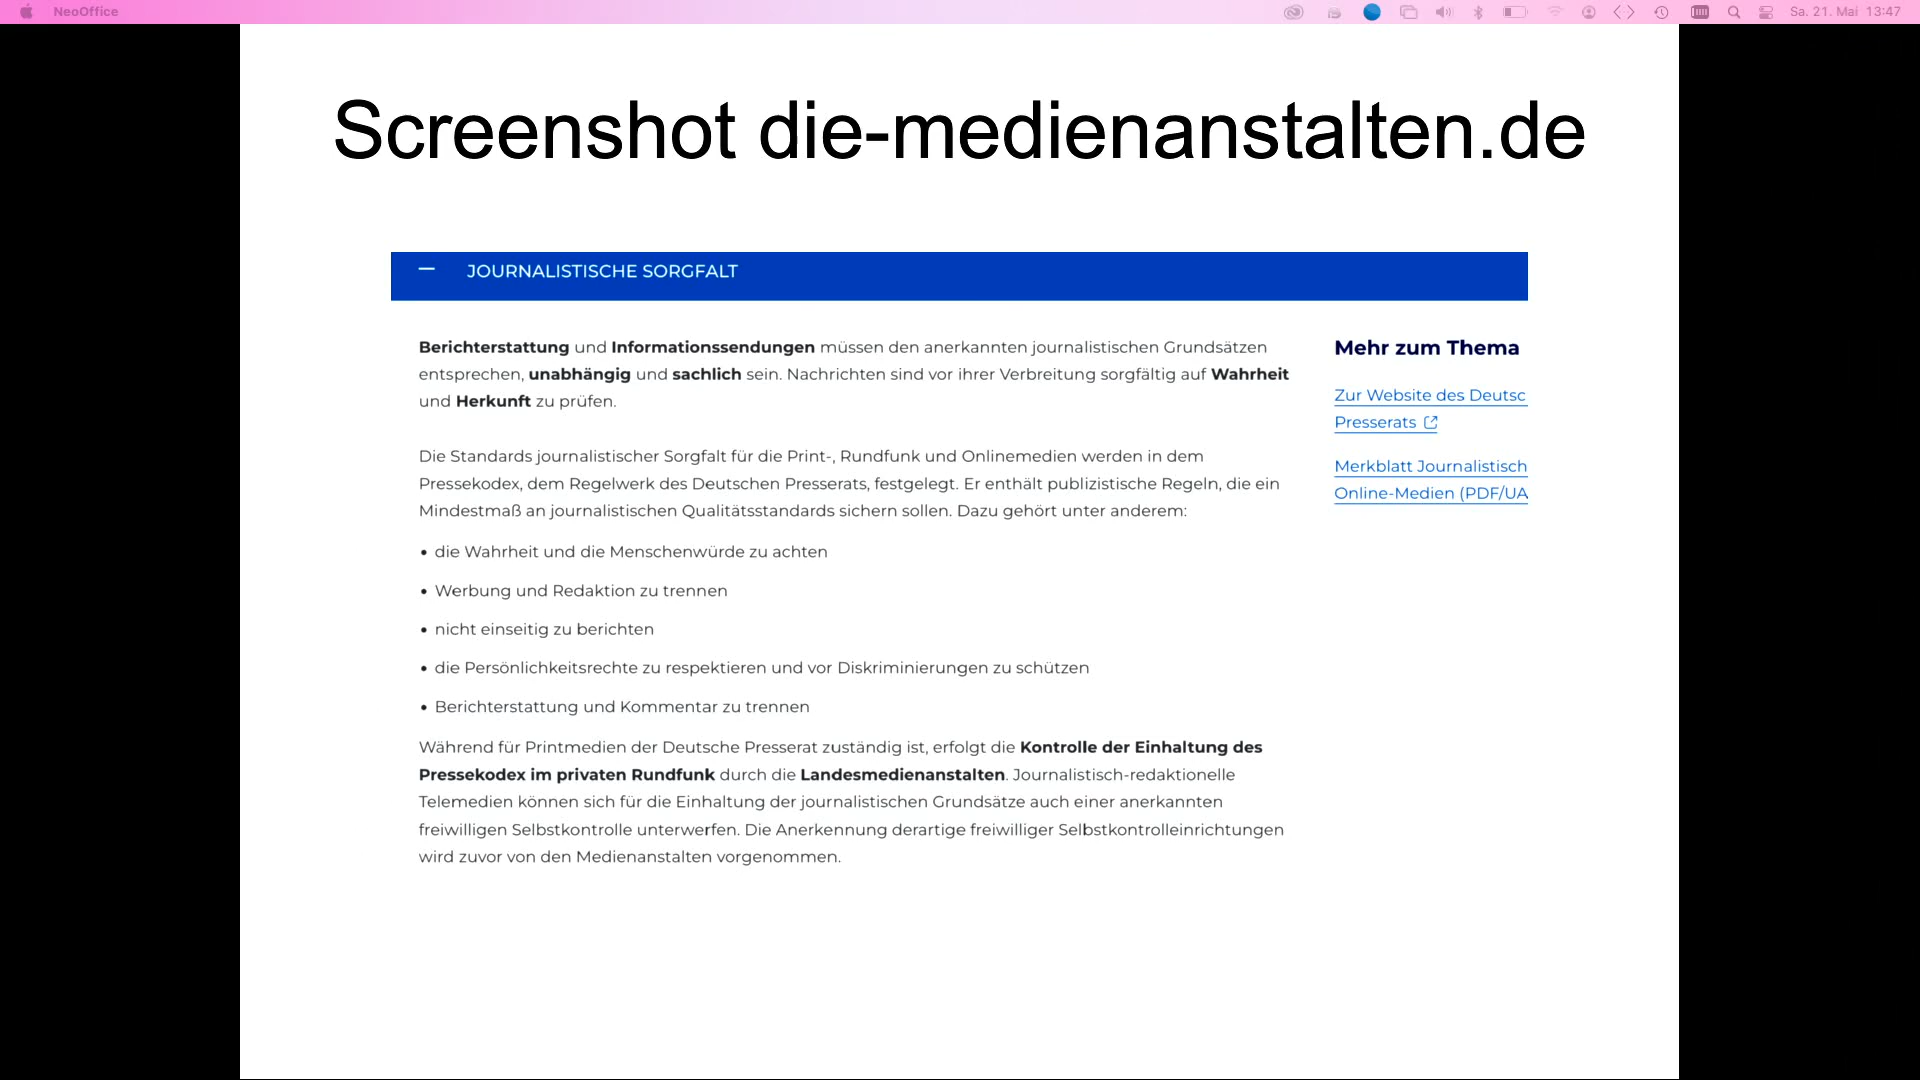 NeoOffice
Sa. 21. Mai 13:47
Screenshot die-medienanstalten.de
JOURNALISTISCHE SORGFALT
Berichterstattung und Informationssendungen müssen den anerkannten journalistischen Grundsätzen
entsprechen, unabhängig und sachlich sein. Nachrichten sind vor ihrer Verbreitung sorgfältig auf Wahrheit
und Herkunft zu prüfen.
Die Standards journalistischer Sorgfalt für die Print-, Rundfunk und Onlinemedien werden in dem
Pressekodex, dem Regelwerk des Deutschen Presserats, festgelegt. Er enthält publizistische Regeln, die ein
Mindestmaß an journalistischen Qualitätsstandards sichern sollen. Dazu gehört unter anderem:
• die Wahrheit und die Menschenwürde zu achten
• Werbung und Redaktion zu trennen
• nicht einseitig zu berichten
• die Persönlichkeitsrechte zu respektieren und vor Diskriminierungen zu schützen
• Berichterstattung und Kommentar zu trennen
Während für Printmedien der Deutsche Presserat zuständig ist, erfolgt die Kontrolle der Einhaltung des
Pressekodex im privaten Rundfunk durch die Landesmedienanstalten. Journalistisch-redaktionelle
Telemedien können sich für die Einhaltung der journalistischen Grundsätze auch einer anerkannten
freiwilligen Selbstkontrolle unterwerfen. Die Anerkennung derartige freiwilliger Selbstkontrolleinrichtungen
wird zuvor von den Medienanstalten vorgenommen.
Mehr zum Thema
Zur Website des Deutsc
Presserats
Merkblatt Journalistisch
Online-Medien (PDF/UA